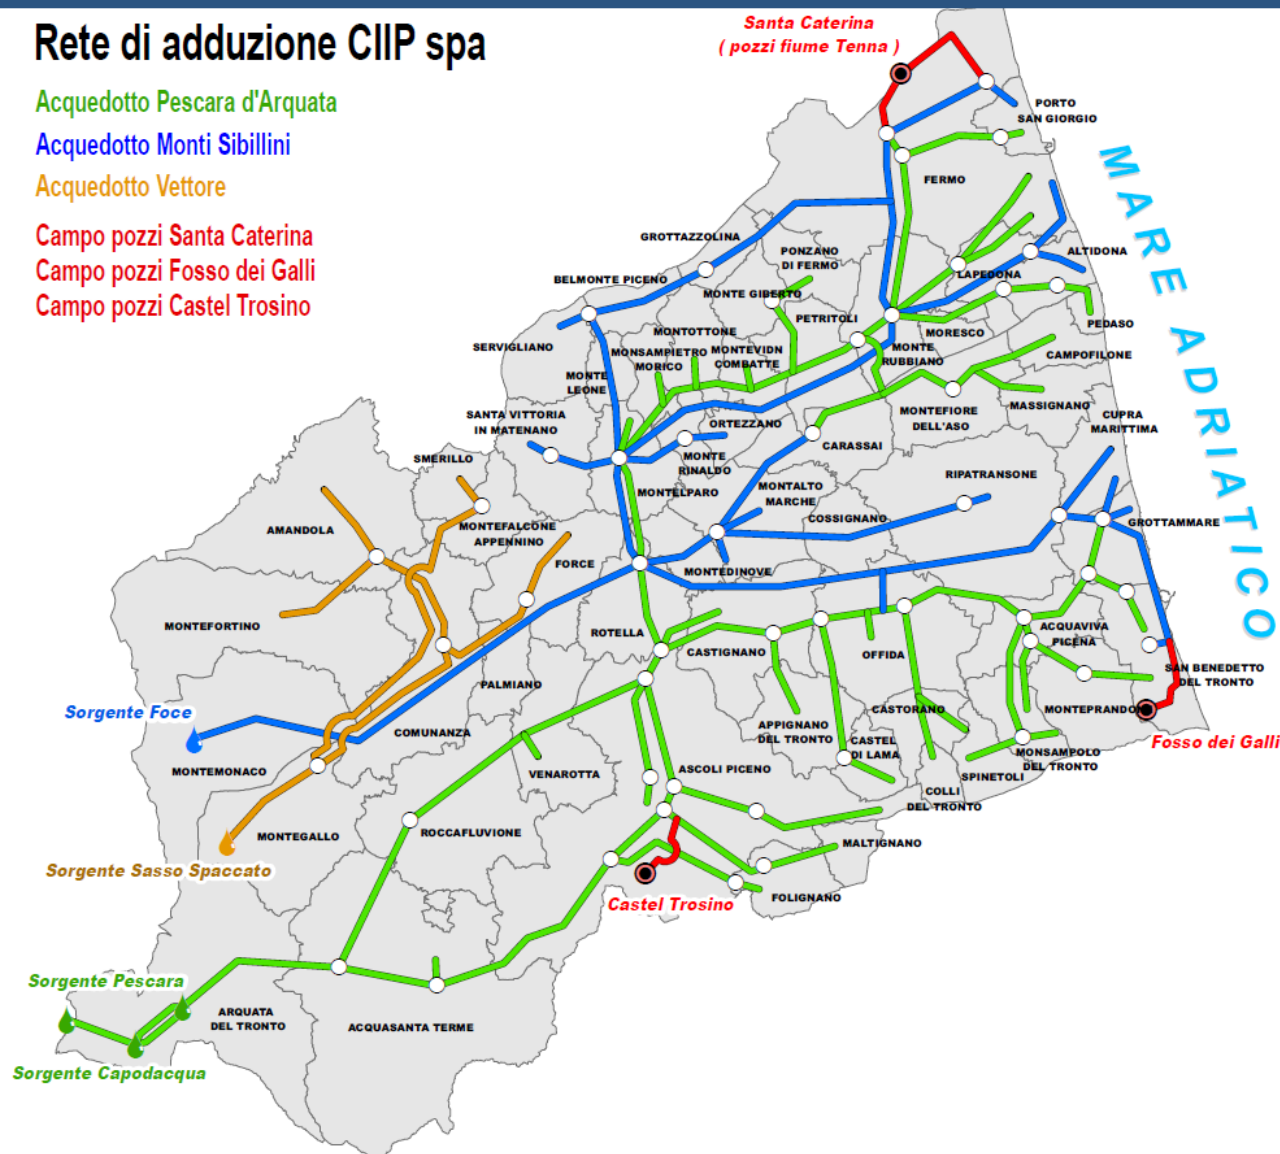 Rete di adduzione CIIP spa
Acquedotto Pescara d'Arquata
Acquedotto Monti Sibillini
Acquedotto Vettore
Campo pozzi Santa Caterina
Campo pozzi Fosso dei Galli
Campo pozzi Castel Trosino
Santa Caterina
( pozzi fiume Tenna )
PORTO
SAN GIORGIO
MARE ADRIATICO
FERMO
GROTTAZZOLINA
PONZANO
DI FERMO
ALTIDONA
BELMONTE PICENO
LAPEDONA
MONTE GIBERTO
PETRITOLI
PEDASO
MONTOTTONE
MORESCO
SERVIGLIANO
MONSAMPIETRO
MORICO
MONTEVIDN
COMBATTE
MONTE
RUBBIANO
CAMPOFILONE
MONTE
LEONE
MASSIGNANO
SANTA VITTORIA
IN MATENANO
ORTEZZANO
MONTEFIORE
DELL'ASO
CUPRA
MARITTIMA
CARASSAI
SMERILLO
MONTE
RINALDO
RIPATRANSONE
MONTELPARO
MONTALTO
MARCHE
COSSIGNANO
GROTTAMMARE
AMANDOLA
MONTEFALCONE
APPENNINO
FORCE
MONTEDINOVE
MONTEFORTINO
ROTELLA
CASTIGNANO
OFFIDA
ACQUAVIVA
PICENA
SAN BENEDETTO
DEL TRONTO
PALMIANO
Sorgente Foce
CASTORANO
MONTEPRANDO
COMUNANZA
APPIGNANO
DEL TRONTO
CASTEL
DI LAMA
Fosso dei Galli
MONSAMPOLO
DEL TRONTO
MONTEMONACO
VENAROTTA
ASCOLI PICENO
SPINETOLI
COLLI
DEL TRONTO
MONTEGALLO
ROCCAFLUVIONE
MALTIGNANO
Sorgente Sasso Spaccato
Castel Trosino
FOLIGNANO
Sorgente Pescara
ARQUATA
DEL TRONTO
ACQUASANTA TERME
Sorgente Capodacqua